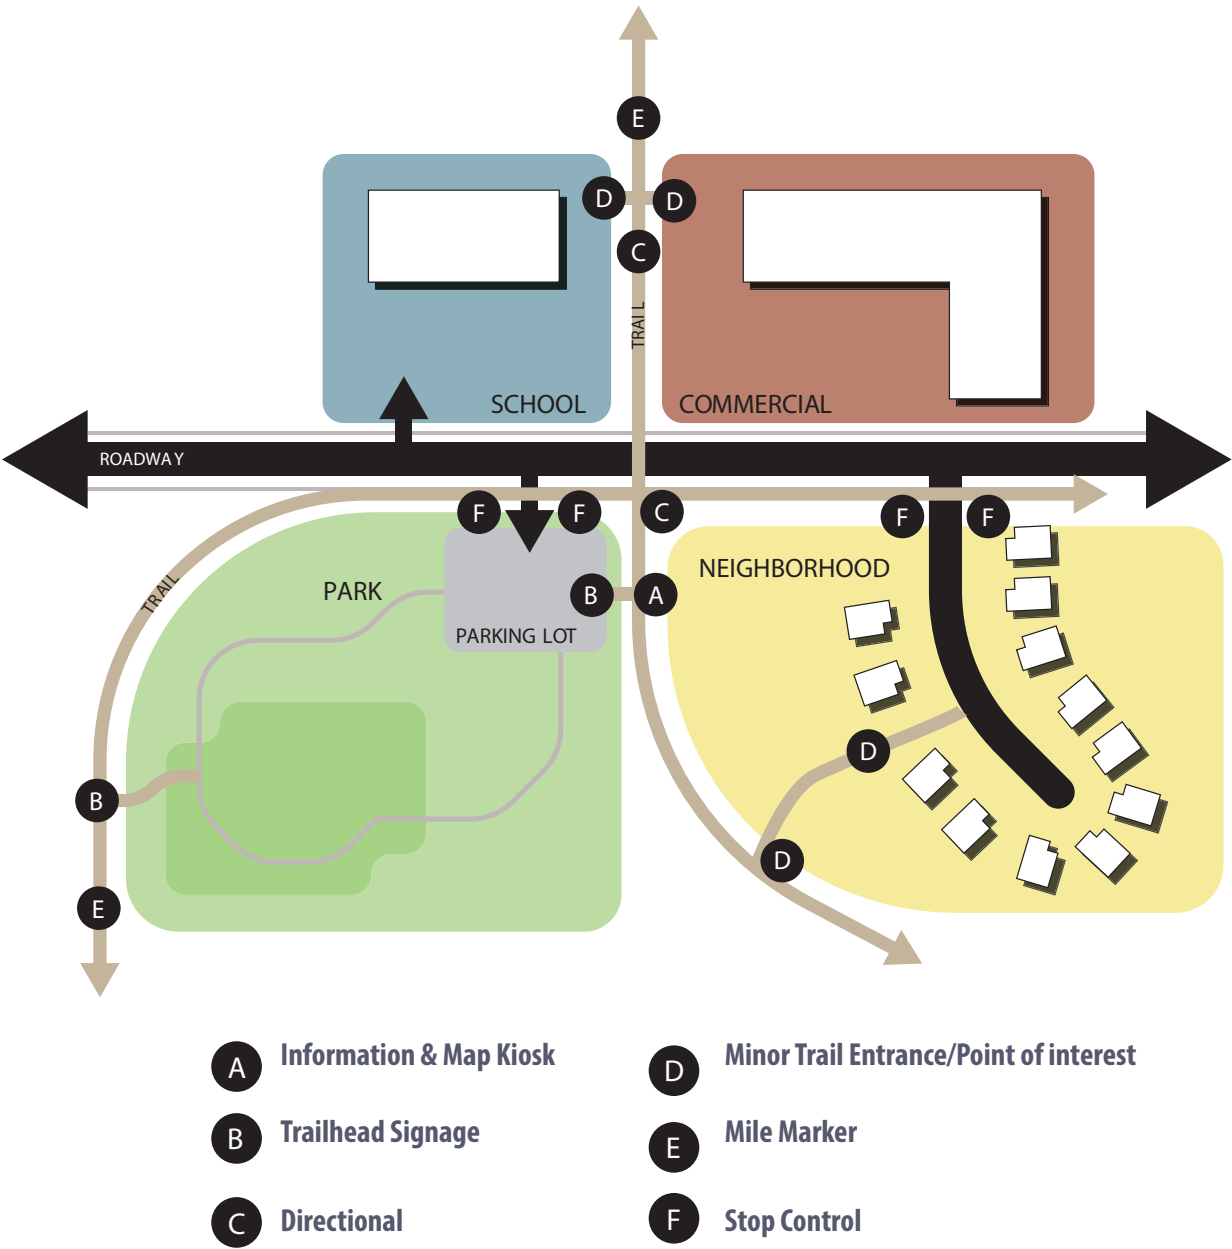 E
D
D
C
TRAIL
SCHOOL
COMMERCIAL
ROADWAY
F
F
C
F
F
TRAIL
PARK
NEIGHBORHOOD
B
A
PARKING LOT
D
B
D
E
A Information & Map Kiosk
D Minor Trail Entrance/Point of interest
B Trailhead Signage
E Mile Marker
C Directional
F Stop Control